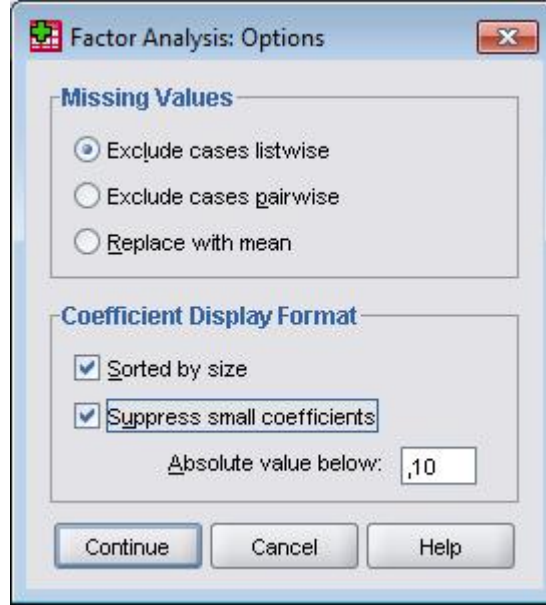 Factor Analysis: Options
Missing Values
Exclude cases listwise
Exclude cases pairwise
Replace with mean
Coefficient Display Format
Sorted by size
Suppress small coefficients
Absolute value below: ,10
Continue Cancel Help